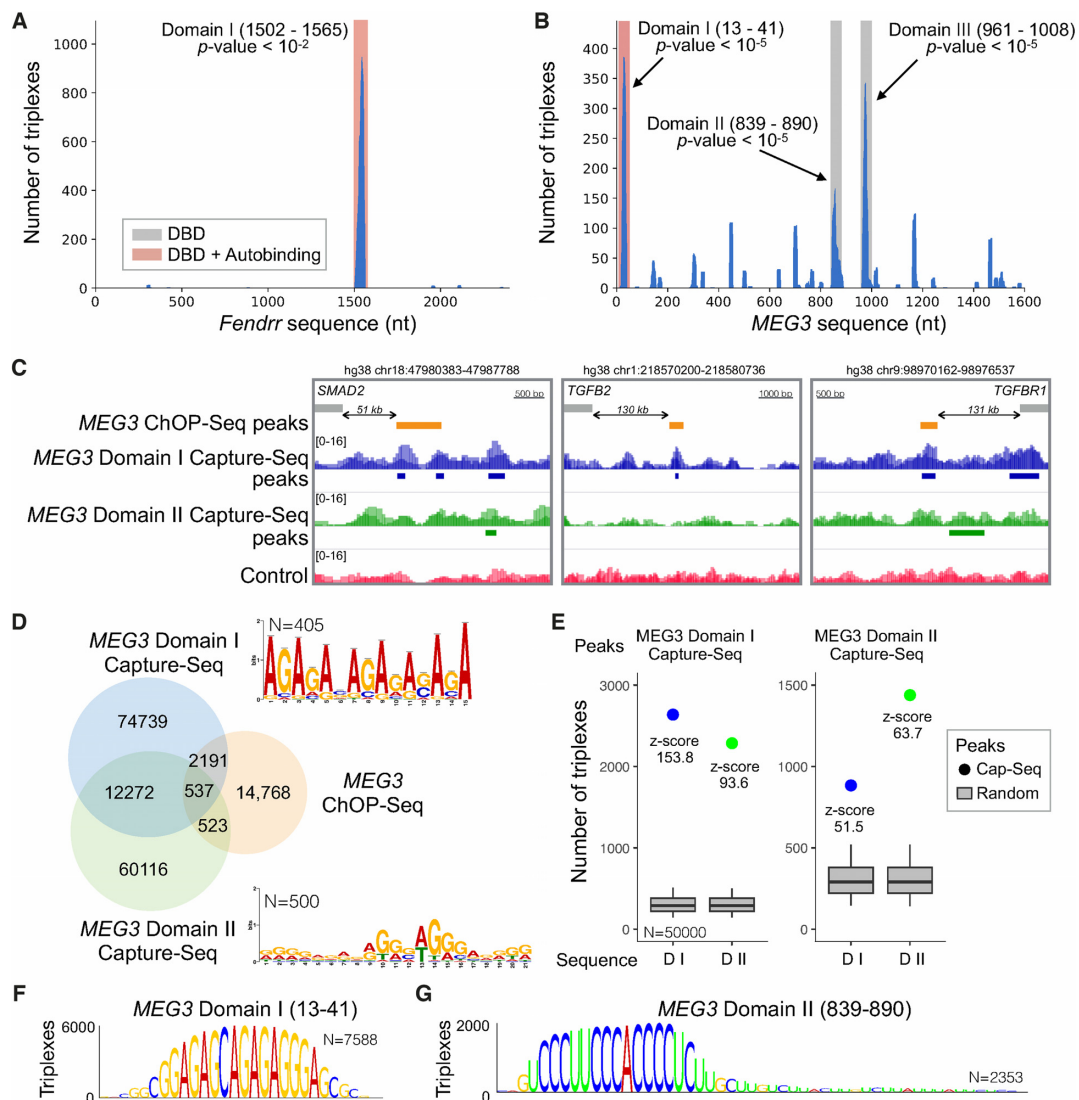 A
Domain I (1502 - 1565)
p-value < 10-2
Number of triplexes
1000
800
600
400
200
0
DBD
DBD + Autobinding
0
500
1000
1500
2000
Fendrr sequence (nt)
B
Domain I (13 - 41)
p-value < 10-5
Domain III (961 - 1008)
p-value < 10-5
Domain II (839 - 890)
p-value < 10-5
Number of triplexes
400
350
300
250
200
150
100
50
0
0
200
400
600
800
1000
1200
1400
1600
MEG3 sequence (nt)
C
hg38 chr18:47980383-47987788
hg38 chr1:218570200-218580736
hg38 chr9:98970162-98976537
SMAD2
500 bp
TGFB2
1000 bp
500 bp
TGFBR1
51 kb
130 kb
131 kb
MEG3 ChOP-Seq peaks
[0-16]
MEG3 Domain I Capture-Seq
peaks
[0-16]
MEG3 Domain II Capture-Seq
peaks
[0-16]
Control
D
MEG3 Domain I
Capture-Seq
N=405
bits
74739
2191
12272
537
14,768
523
60116
MEG3
ChOP-Seq
MEG3 Domain II
Capture-Seq
N=500
bits
E
Peaks
MEG3 Domain I
Capture-Seq
MEG3 Domain II
Capture-Seq
Number of triplexes
3000
2000
1000
0
z-score
153.8
z-score
93.6
N=50000
1500
1000
500
0
z-score
63.7
z-score
51.5
Peaks
Cap-Seq
Random
Sequence
D I
D II
D I
D II
F
MEG3 Domain I (13-41)
Triplexes
6000
0
N=7588
G
MEG3 Domain II (839-890)
Triplexes
2000
0
N=2353